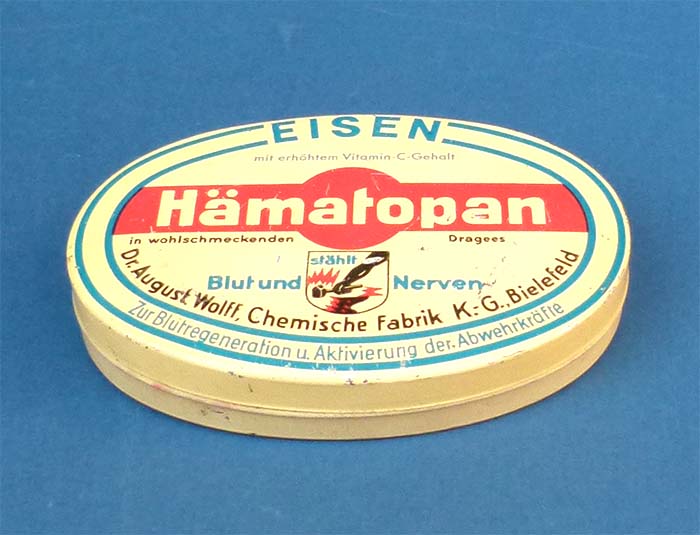 EISEN
mit erhöhtem Vitamin-C-Gehalt
Hämatopan
in wohlschmeckenden Dragees
stählt
Blut und Nerven
Dr. August Wolff, Chemische Fabrik K.-G., Bielefeld
Zur Blutregeneration u. Aktivierung der Abwehrkräfte